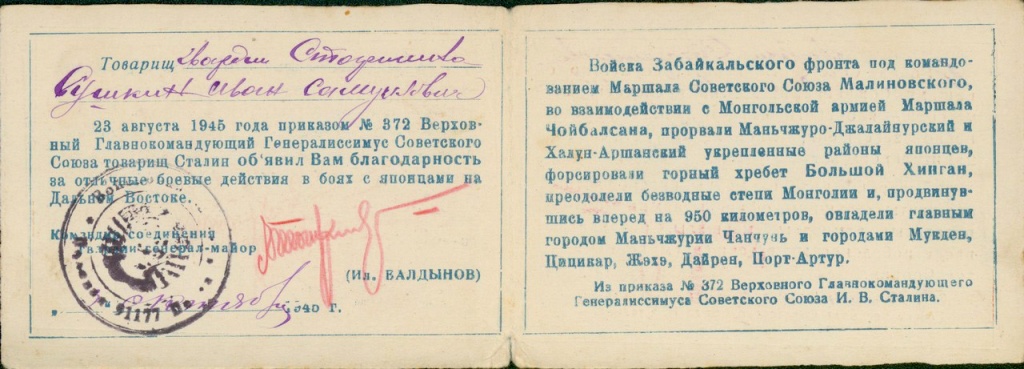 Товарищ Гвардии Старшина
Сушкин Иван Самуилович
23 августа 1945 года приказом № 372 Верхов-
ный Главнокомандующий Генералиссимус Советского
Союза товарищ Сталин об'явил Вам благодарность
за отличные боевые действия в боях с японцами на
Дальнем Востоке.
Командир соединения
гвардии генерал-майор
(Ил. БАЛДЫНОВ)
" сентября 1945 г.
91177
Войска Забайкальского фронта под командо-
ванием Маршала Советского Союза Малиновского,
во взаимодействии с Монгольской армией Маршала
Чойбалсана, прорвали Маньчжуро-Джалайнурский и
Халун-Аршанский укрепленные районы японцев,
форсировали горный хребет Большой Хинган,
преодолели безводные степи Монголии и, продвинув-
шись вперед на 950 километров, овладели главным
городом Маньчжурии Чанчунь и городами Мукден,
Цицикар, Жэхэ, Дайрен, Порт-Артур.
Из приказа № 372 Верховного Главнокомандующего
Генералиссимуса Советского Союза И. В. Сталина.